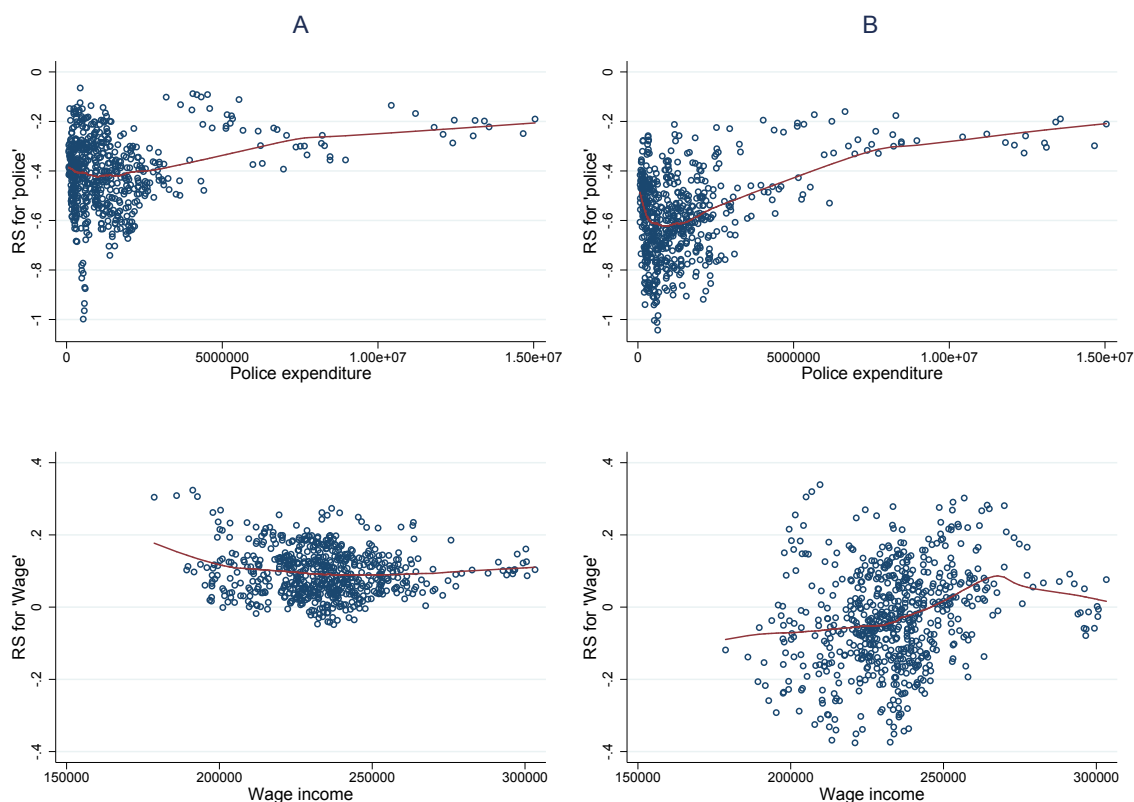 A
B
RS for 'police'
0
-.2
-.4
-.6
-.8
-1
0
5000000
1.00e+07
1.50e+07
Police expenditure
RS for 'police'
0
-.2
-.4
-.6
-.8
-1
0
5000000
1.00e+07
1.50e+07
Police expenditure
RS for 'Wage'
.4
.2
0
-.2
-.4
150000
200000
250000
300000
Wage income
RS for 'Wage'
.4
.2
0
-.2
-.4
150000
200000
250000
300000
Wage income